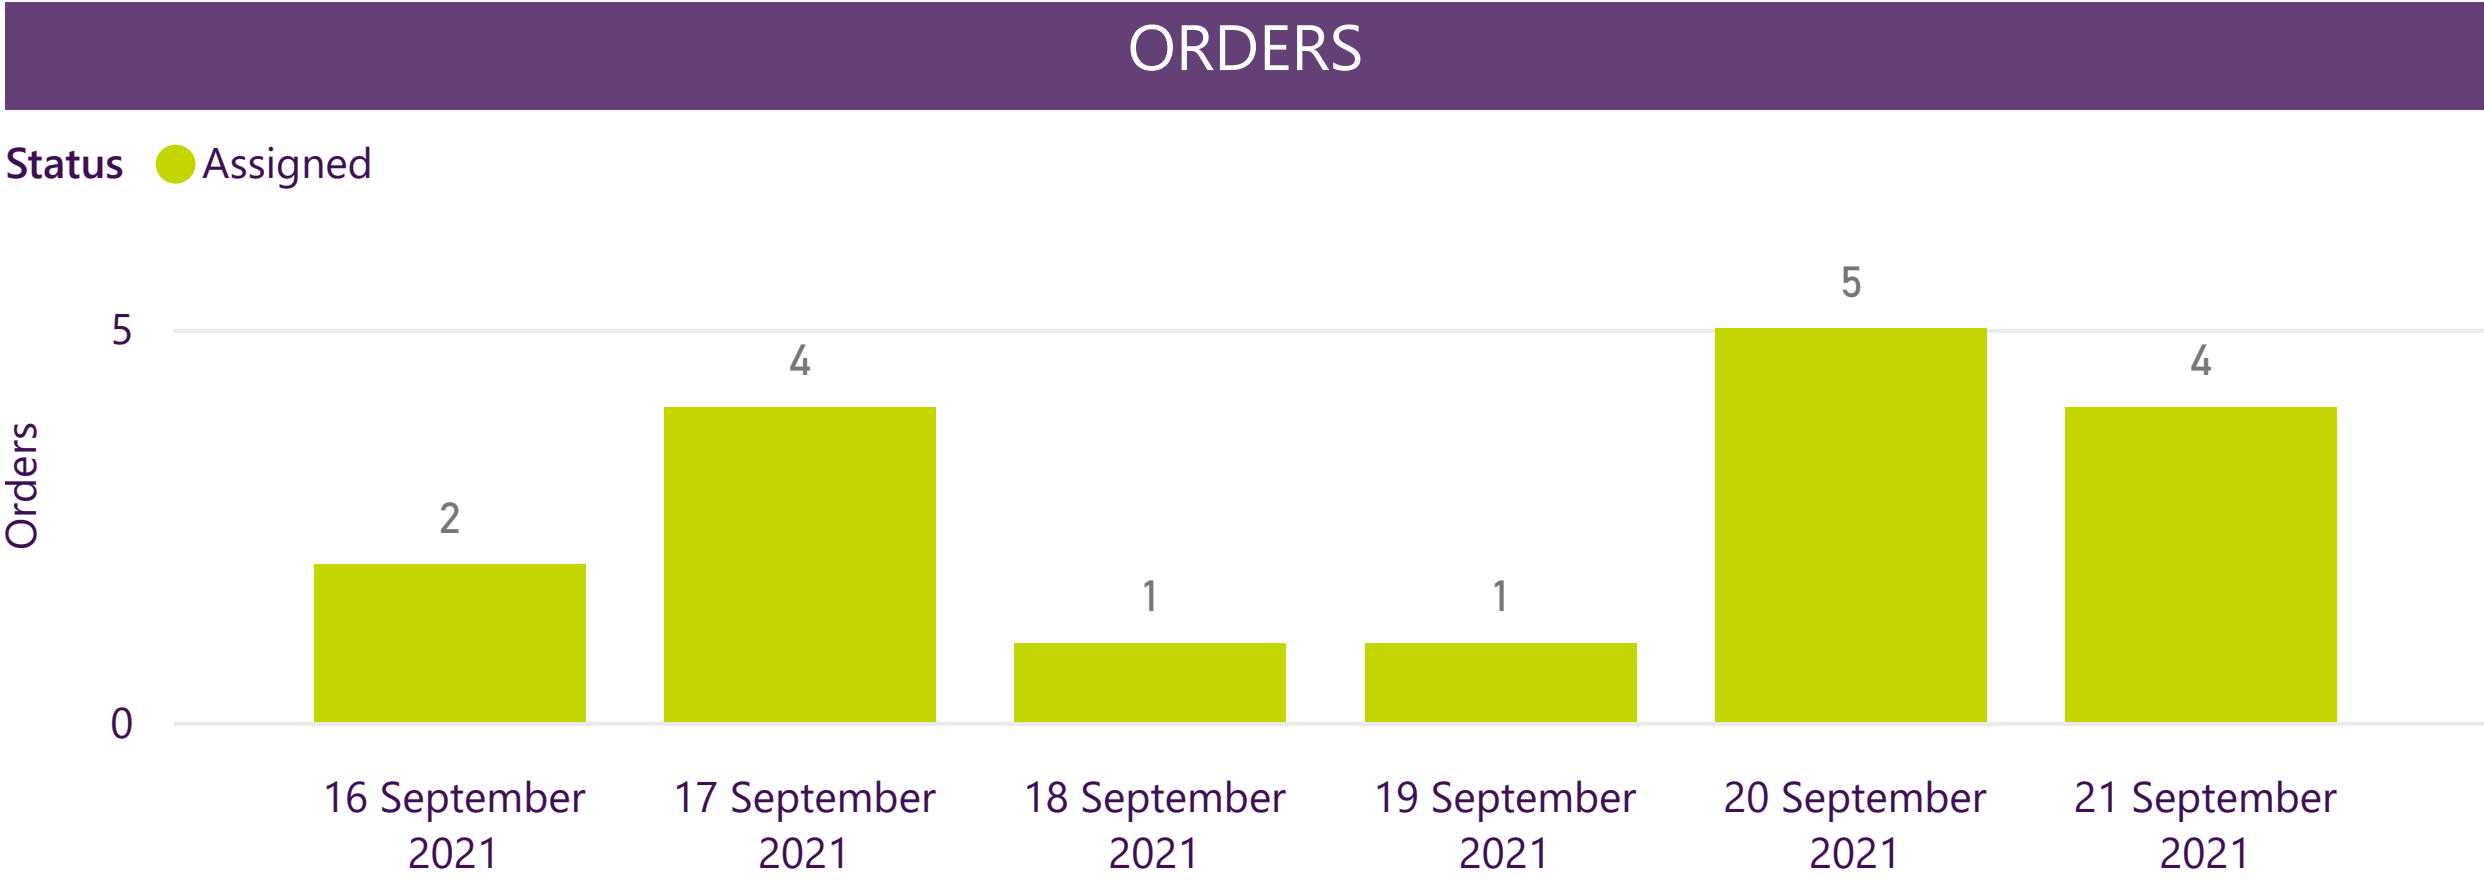 ORDERS
Status Assigned
5
4
4
5
2
1
1
0
Orders
16 September 17 September 18 September 19 September 20 September 21 September
2021 2021 2021 2021 2021 2021